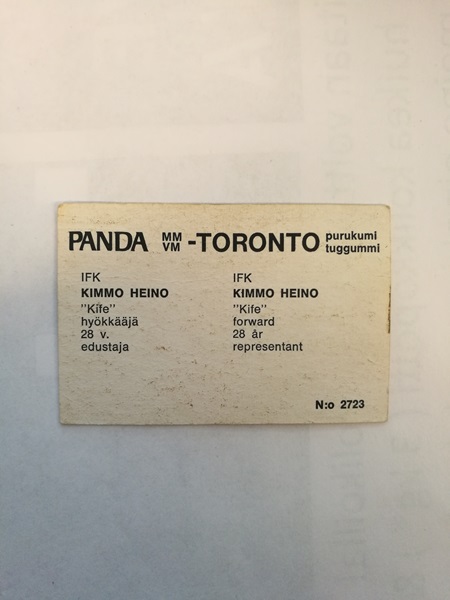 PANDA MM VM -TORONTO purukumi tuggummi
IFK
KIMMO HEINO
"Kife"
hyökkääjä
28 v.
edustaja
IFK
KIMMO HEINO
"Kife"
forward
28 år
representant
N:o 2723